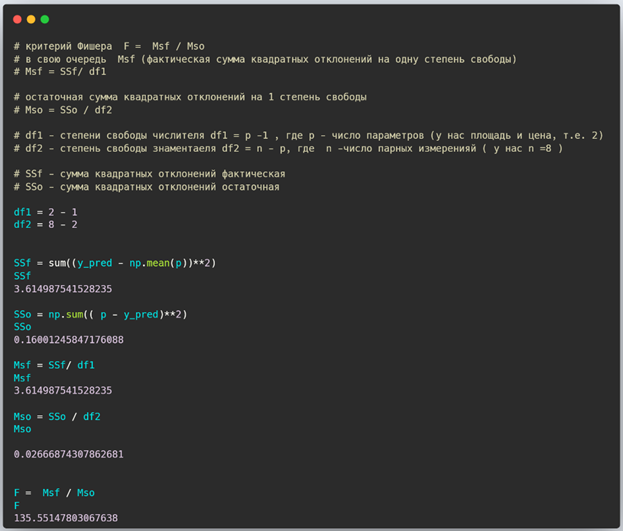 # критерий Фишера  F =  Msf / Mso
# в свою очередь  Msf (фактическая сумма квадратных отклонений на одну степень свободы)
# Msf = SSf/ df1
# остаточная сумма квадратных отклонений на 1 степень свободы
# Mso = SSo / df2
# df1 - степени свободы числителя df1 = p -1 , где p - число параметров (у нас площадь и цена, т.е. 2)
# df2 - степень свободы знаментаеля df2 = n - p, где  n -число парных измеренияй ( у нас n =8 )
# SSf - сумма квадратных отклонений фактическая
# SSo - сумма квадратных отклонений остаточная
df1 = 2 - 1
df2 = 8 - 2
SSf = sum((y_pred - np.mean(p))**2)
SSf
3.614987541528235
SSo = np.sum(( p - y_pred)**2)
SSo
0.16001245847176088
Msf = SSf/ df1
Msf
3.614987541528235
Mso = SSo / df2
Mso
0.02666874307862681
F =  Msf / Mso
F
135.55147803067638